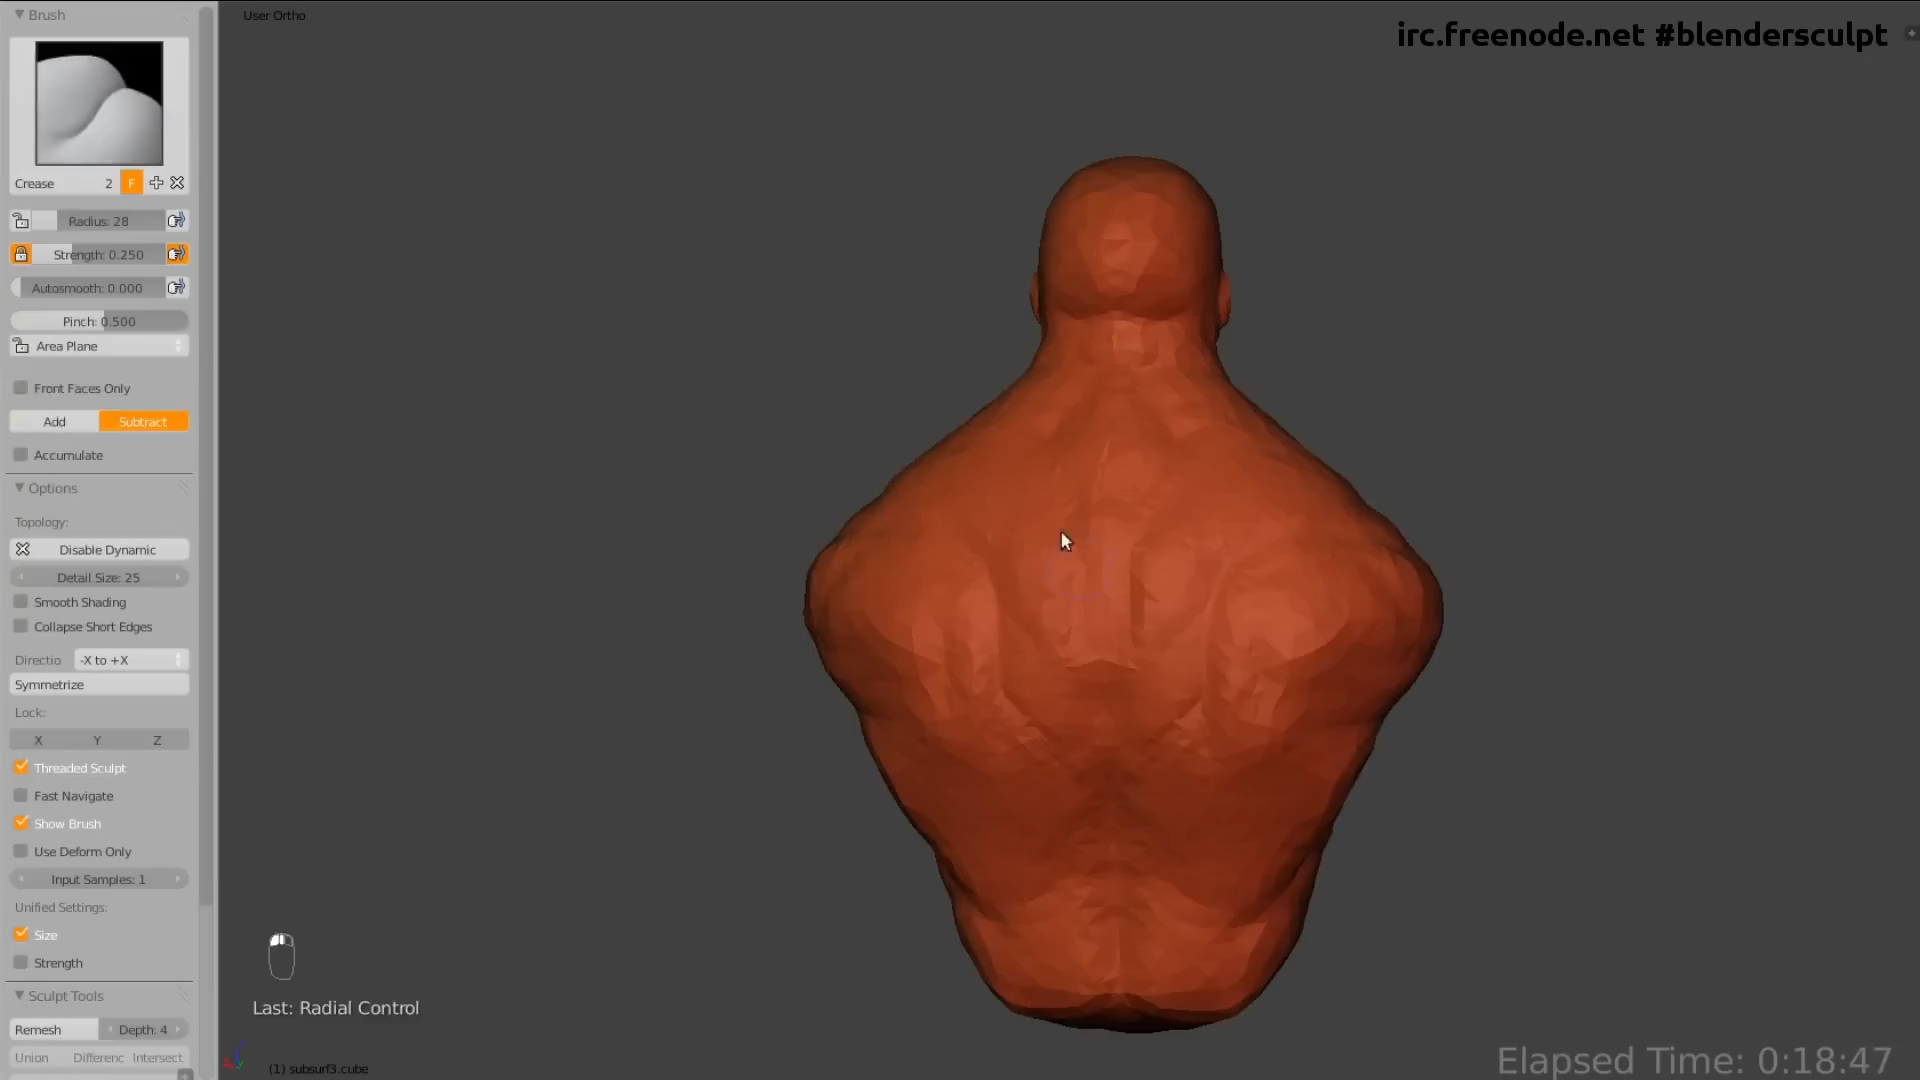 Brush
User Ortho
irc.freenode.net #blendersculpt
Crease 2 F
Radius: 28
Strength: 0.250
Autosmooth: 0.000
Pinch: 0.500
Area Plane
Front Faces Only
Add Subtract
Accumulate
Options
Topology:
Disable Dynamic
Detail Size: 25
Smooth Shading
Collapse Short Edges
Directio -X to +X
Symmetrize
Lock:
X Y Z
Threaded Sculpt
Fast Navigate
Show Brush
Use Deform Only
Input Samples: 1
Unified Settings:
Size
Strength
Sculpt Tools
Remesh Depth: 4
Union Differenc Intersect
Last: Radial Control
(1) subsurf3.cube
Elapsed Time: 0:18:47